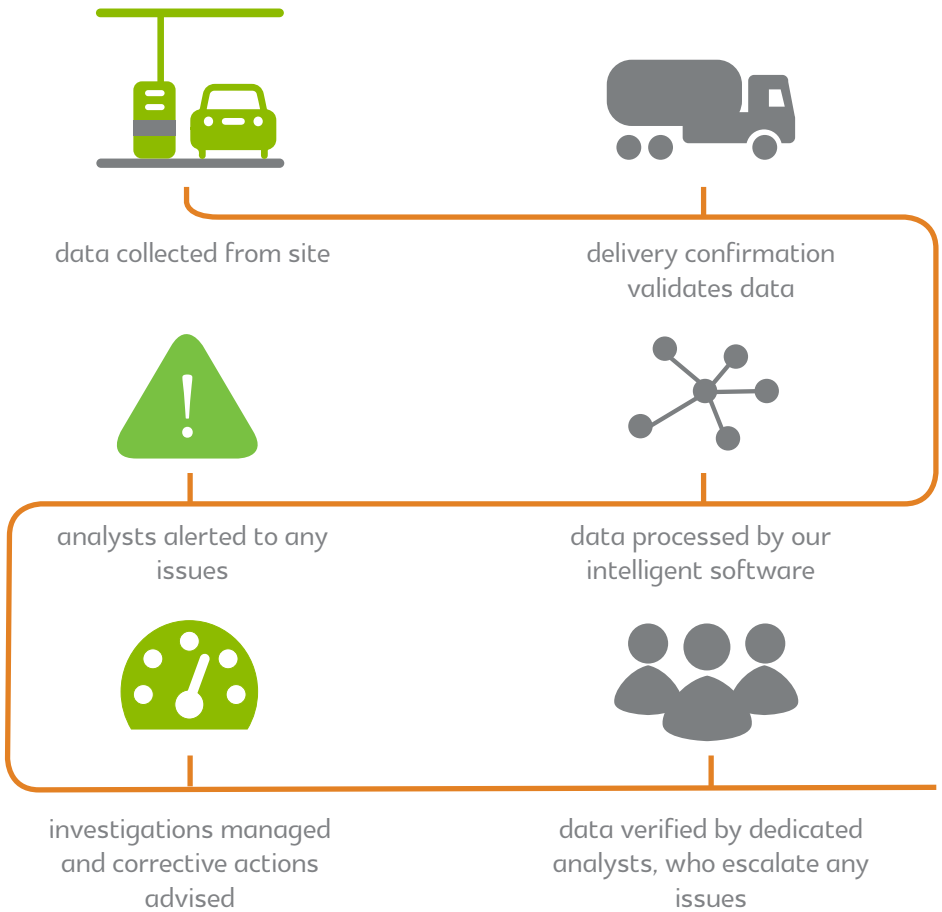 data collected from site
delivery confirmation
validates data
analysts alerted to any
issues
data processed by our
intelligent software
investigations managed
and corrective actions
advised
data verified by dedicated
analysts, who escalate any
issues